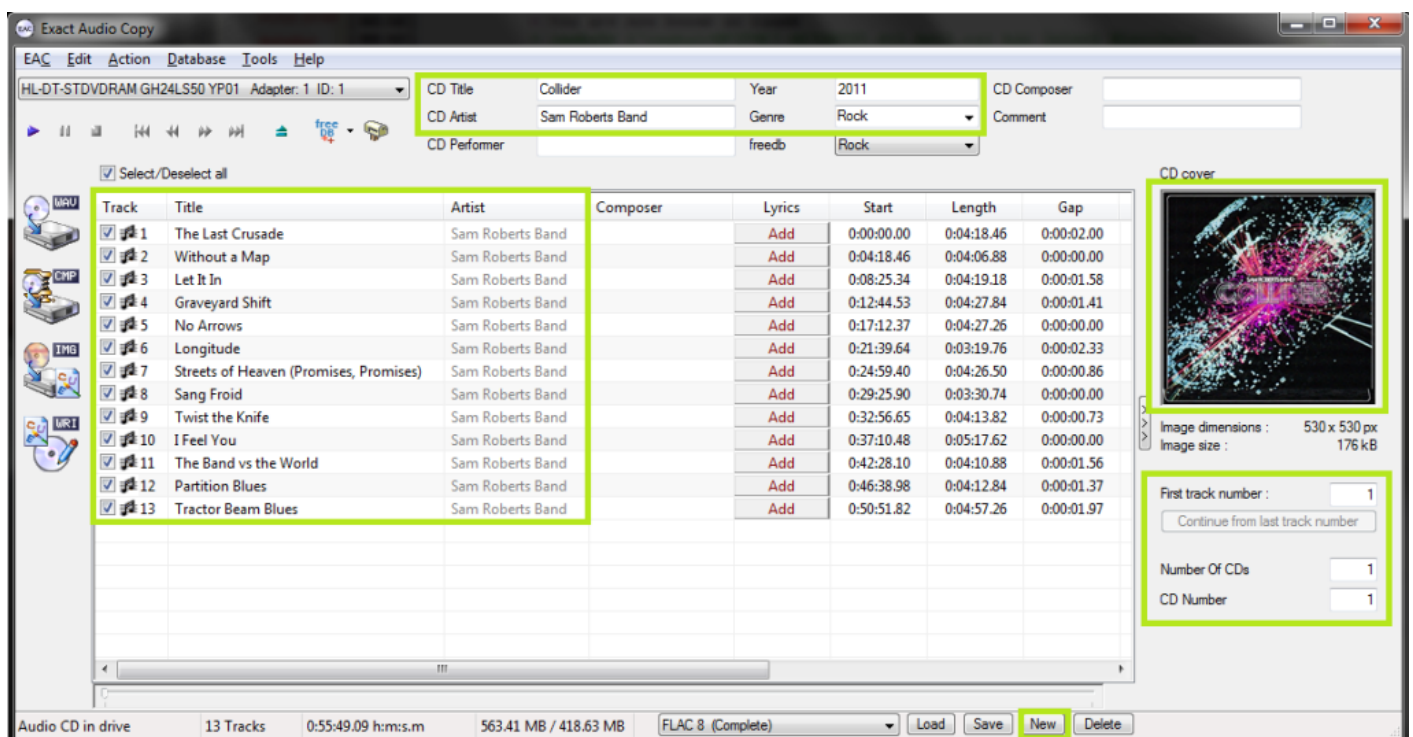 Exact Audio Copy
EAC Edit Action Database Tools Help
HL-DT-STDVDRAM GH24LS50 YP01 Adapter: 1 ID: 1
CD Title Collider Year 2011 CD Composer
CD Artist Sam Roberts Band Genre Rock Comment
CD Performer freedb Rock
free DB
Select/Deselect all
CD cover
WAV
CMP
IMG
WRI
Track Title Artist Composer Lyrics Start Length Gap
1 The Last Crusade Sam Roberts Band Add 0:00:00.00 0:04:18.46 0:00:02.00
2 Without a Map Sam Roberts Band Add 0:04:18.46 0:04:06.88 0:00:00.00
3 Let It In Sam Roberts Band Add 0:08:25.34 0:04:19.18 0:00:01.58
4 Graveyard Shift Sam Roberts Band Add 0:12:44.53 0:04:27.84 0:00:01.41
5 No Arrows Sam Roberts Band Add 0:17:12.37 0:04:27.26 0:00:00.00
6 Longitude Sam Roberts Band Add 0:21:39.64 0:03:19.76 0:00:02.33
7 Streets of Heaven (Promises, Promises) Sam Roberts Band Add 0:24:59.40 0:04:26.50 0:00:00.86
8 Sang Froid Sam Roberts Band Add 0:29:25.90 0:03:30.74 0:00:00.00
9 Twist the Knife Sam Roberts Band Add 0:32:56.65 0:04:13.82 0:00:00.73
10 I Feel You Sam Roberts Band Add 0:37:10.48 0:05:17.62 0:00:00.00
11 The Band vs the World Sam Roberts Band Add 0:42:28.10 0:04:10.88 0:00:01.56
12 Partition Blues Sam Roberts Band Add 0:46:38.98 0:04:12.84 0:00:01.37
13 Tractor Beam Blues Sam Roberts Band Add 0:50:51.82 0:04:57.26 0:00:01.97
SAM ROBERTS BAND
COLLIDER
Image dimensions : 530 x 530 px
Image size : 176 kB
First track number : 1
Continue from last track number
Number Of CDs 1
CD Number 1
Audio CD in drive 13 Tracks 0:55:49.09 h:m:s.m 563.41 MB / 418.63 MB FLAC 8 (Complete) Load Save New Delete